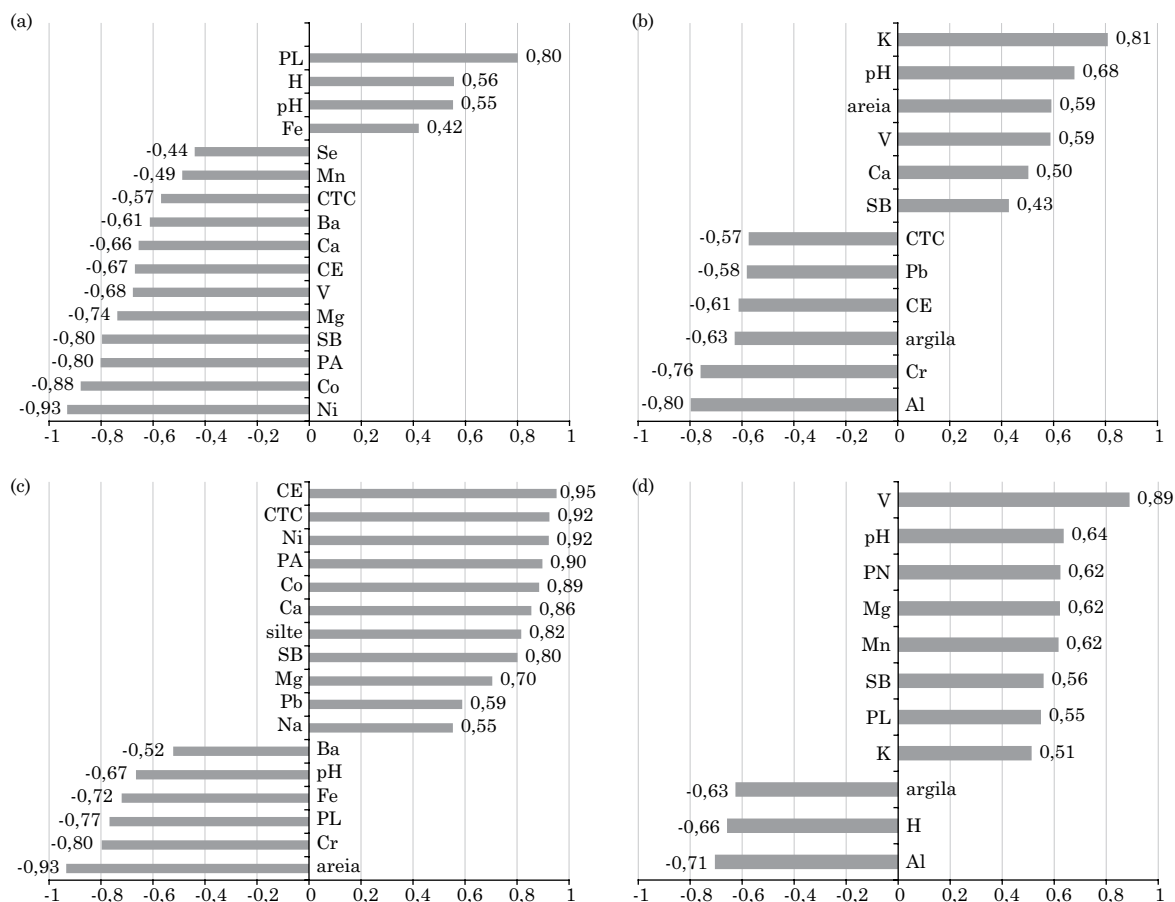 (a)
PL 0,80
H 0,56
pH 0,55
Fe 0,42
-0,44 Se
-0,49 Mn
-0,57 CTC
-0,61 Ba
-0,66 Ca
-0,67 CE
-0,68 V
-0,74 Mg
-0,80 SB
-0,80 PA
-0,88 Co
-0,93 Ni
-1 -0,8 -0,6 -0,4 -0,2 0 0,2 0,4 0,6 0,8 1
(b)
K 0,81
pH 0,68
areia 0,59
V 0,59
Ca 0,50
SB 0,43
-0,57 CTC
-0,58 Pb
-0,61 CE
-0,63 argila
-0,76 Cr
-0,80 Al
-1 -0,8 -0,6 -0,4 -0,2 0 0,2 0,4 0,6 0,8 1
(c)
CE 0,95
CTC 0,92
Ni 0,92
PA 0,90
Co 0,89
Ca 0,86
silte 0,82
SB 0,80
Mg 0,70
Pb 0,59
Na 0,55
-0,52 Ba
-0,67 pH
-0,72 Fe
-0,77 PL
-0,80 Cr
-0,93 areia
-1 -0,8 -0,6 -0,4 -0,2 0 0,2 0,4 0,6 0,8 1
(d)
V 0,89
pH 0,64
PN 0,62
Mg 0,62
Mn 0,62
SB 0,56
PL 0,55
K 0,51
-0,63 argila
-0,66 H
-0,71 Al
-1 -0,8 -0,6 -0,4 -0,2 0 0,2 0,4 0,6 0,8 1